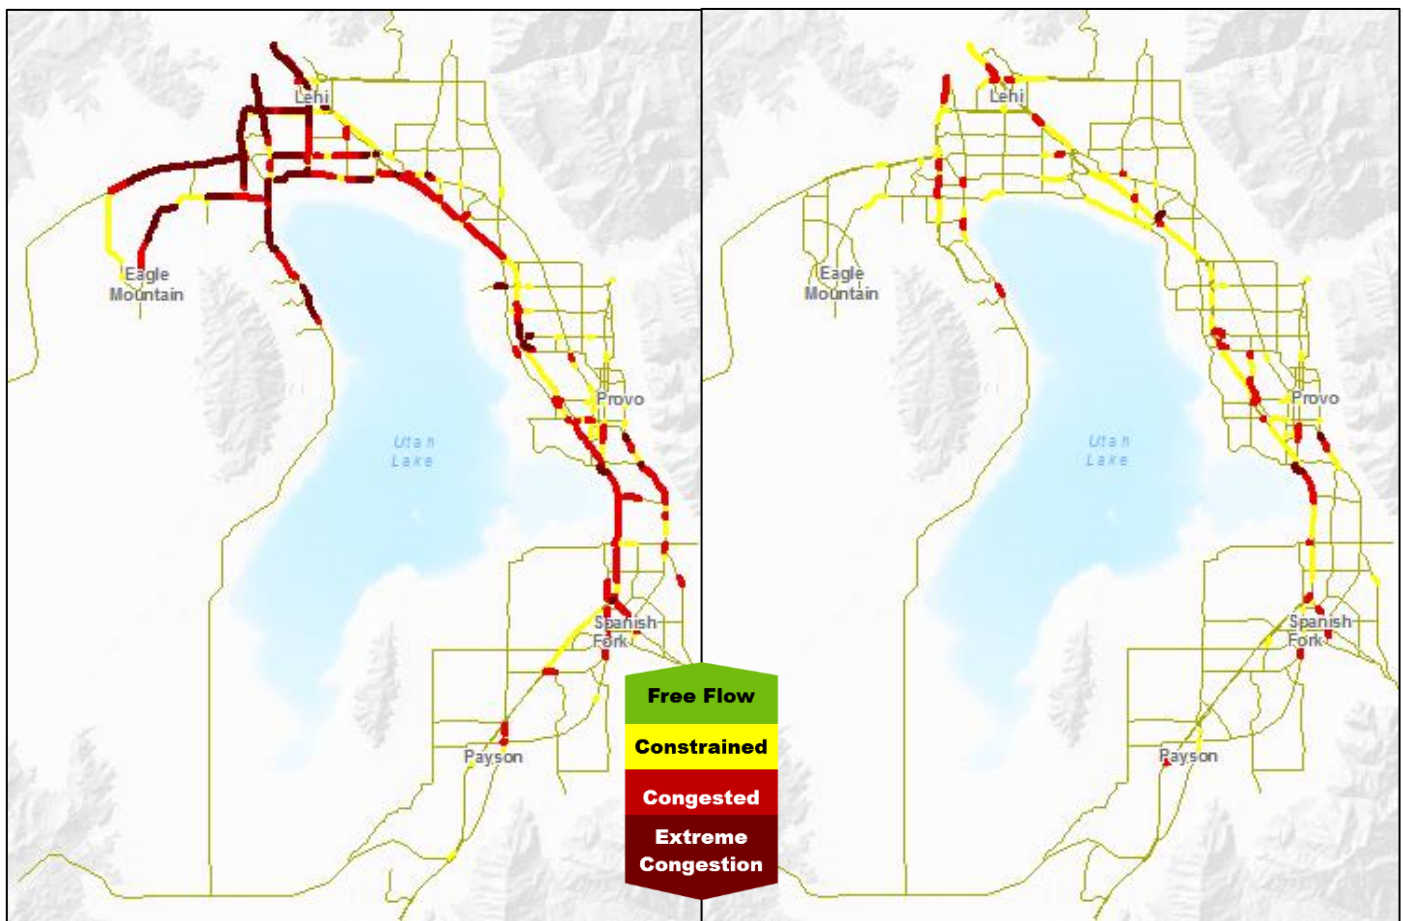 Lehi
Eagle
Mountain
Provo
Utah
Lake
Spanish
Fork
Payson
Free Flow
Constrained
Congested
Extreme
Congestion
Lehi
Eagle
Mountain
Provo
Utah
Lake
Spanish
Fork
Payson